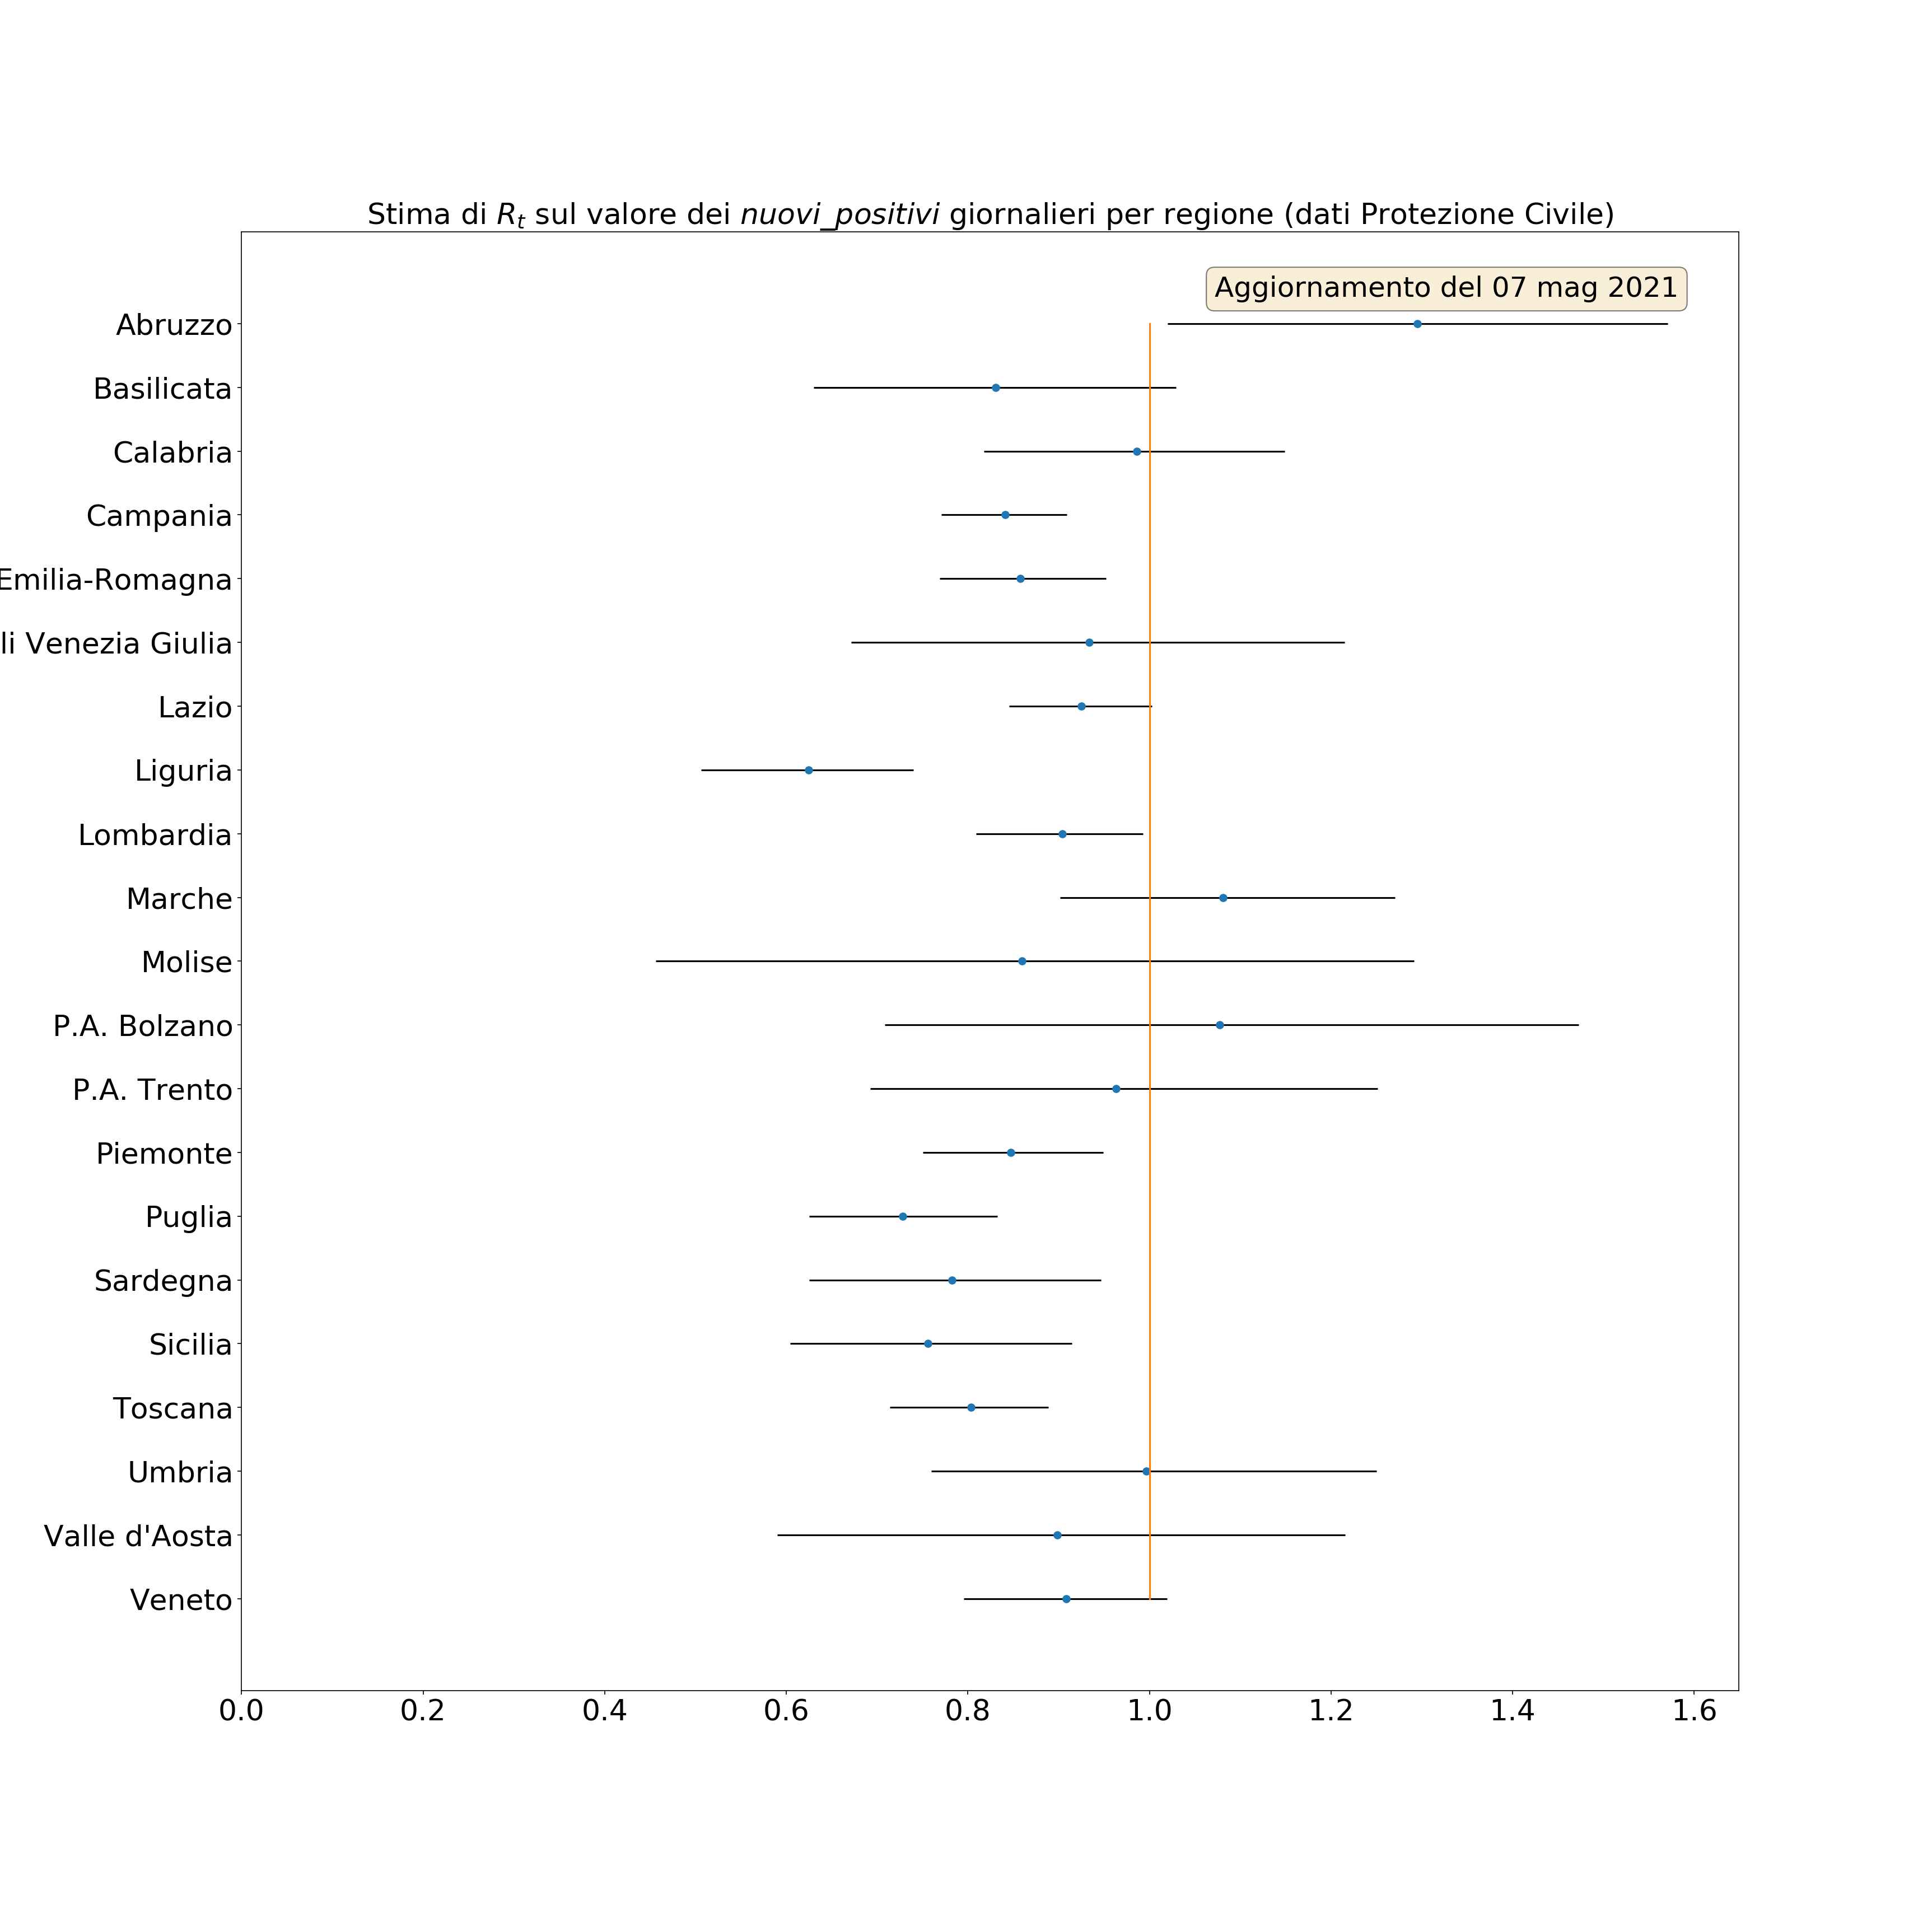 Stima di Rt sul valore dei nuovi_positivi giornalieri per regione (dati Protezione Civile)
Aggiornamento del 07 mag 2021
Abruzzo
Basilicata
Calabria
Campania
Emilia-Romagna
li Venezia Giulia
Lazio
Liguria
Lombardia
Marche
Molise
P.A. Bolzano
P.A. Trento
Piemonte
Puglia
Sardegna
Sicilia
Toscana
Umbria
Valle d'Aosta
Veneto
0.0 0.2 0.4 0.6 0.8 1.0 1.2 1.4 1.6